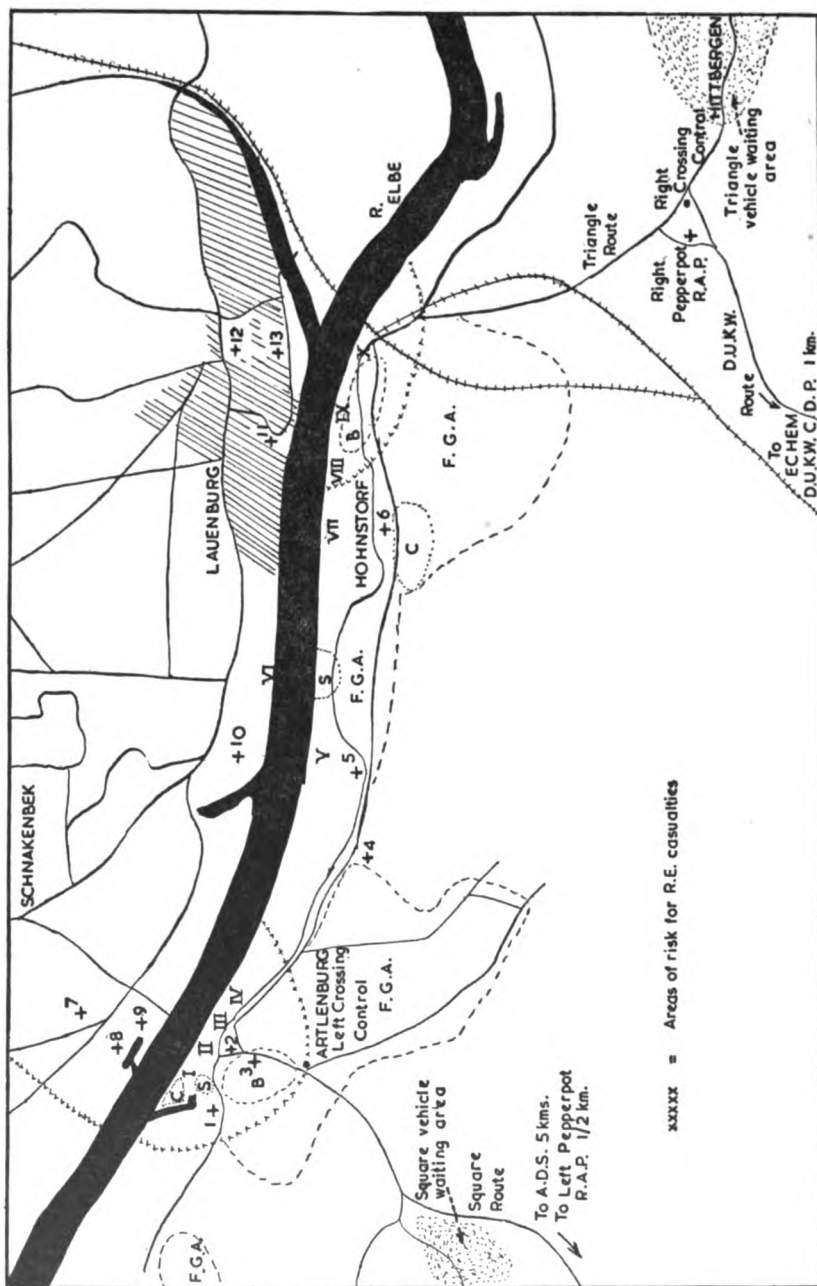 SCHNAKENBEK
LAUENBURG
+7
+8
+9
+10
+11
+12
+13
R. ELBE
F.G.A.
C
I
S
II
III
IV
V
VI
VII
VIII
IX
X
1+
+2
3
+
B
+4
+5
+6
S
F.G.A.
HOHNSTORF
B
C
F. G. A.
ARTLENBURG
Left Crossing
Control
F. G. A.
Square vehicle
waiting area
Square
Route
To A.D.S. 5 kms.
To Left Pepperpot
R.A.P. 1/2 km.
Triangle
Route
Right
Crossing
Control
Right
Pepperpot
R.A.P.
HITTBERGEN
Triangle
vehicle waiting
area
D.U.K.W.
Route
To
ECHEM
D.U.K.W. C./D.P. 1 km.
xxxxx = Areas of risk for R.E. casualties